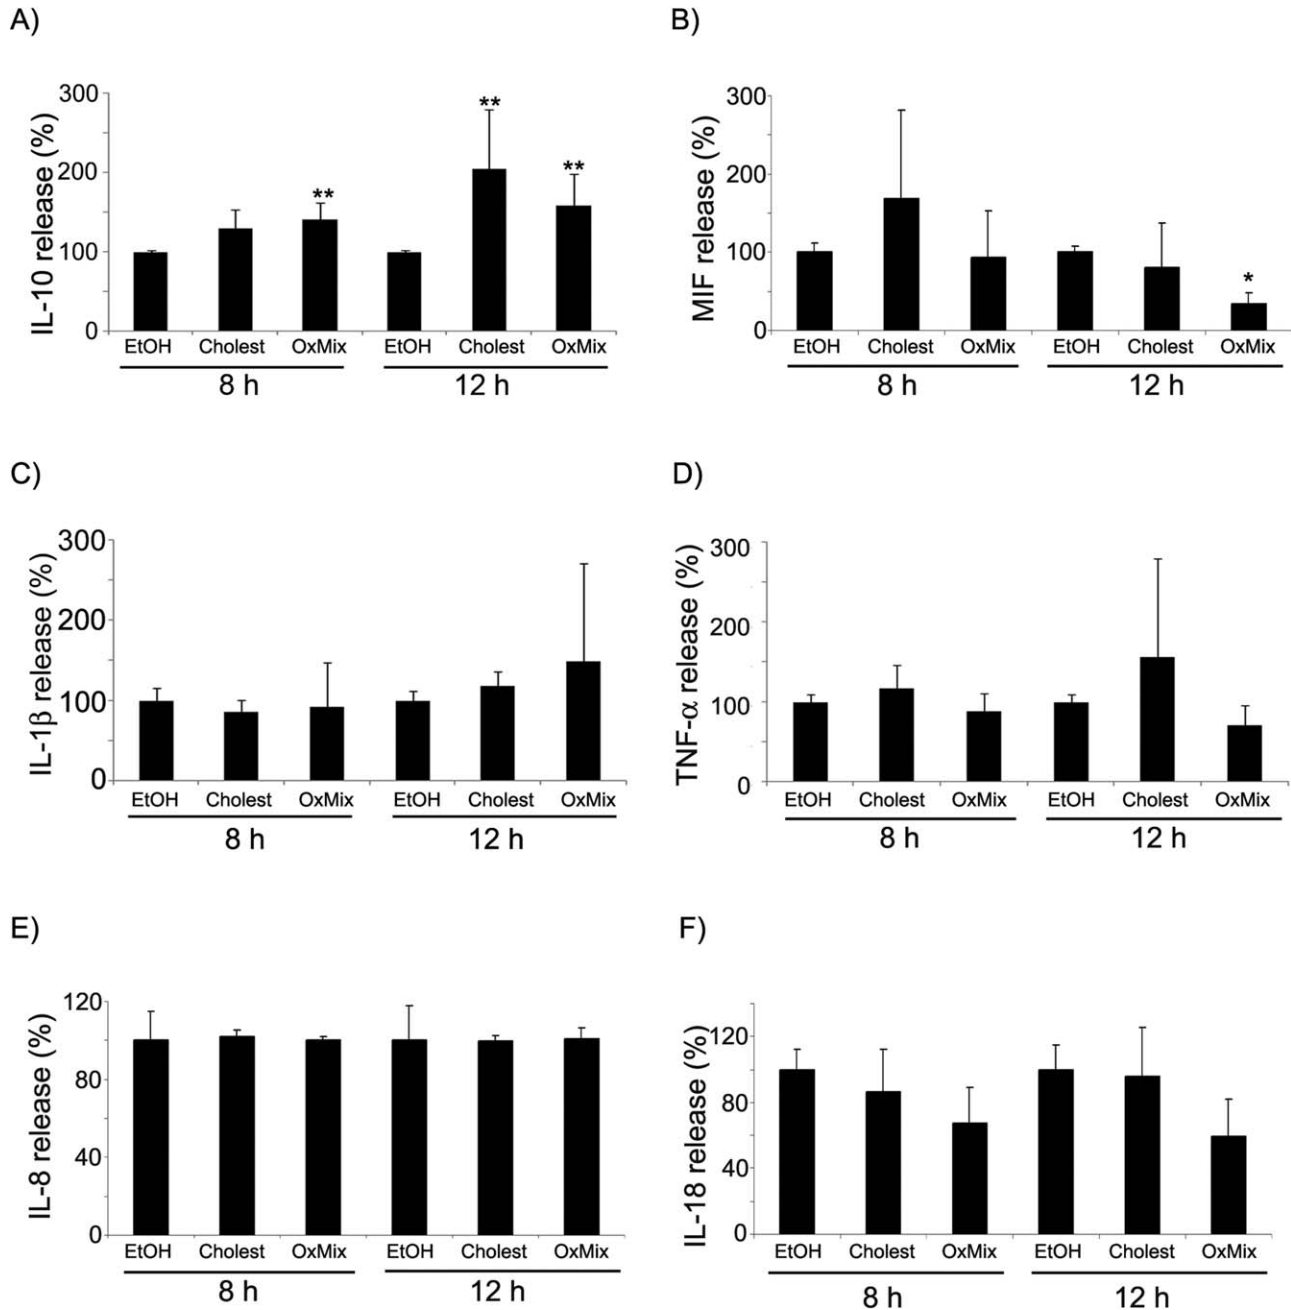 A)
IL-10 release (%)
300
200
100
0
**
**
**
EtOH Cholest OxMix EtOH Cholest OxMix
8 h 12 h
B)
MIF release (%)
300
200
100
0
*
EtOH Cholest OxMix EtOH Cholest OxMix
8 h 12 h
C)
IL-1β release (%)
300
200
100
0
EtOH Cholest OxMix EtOH Cholest OxMix
8 h 12 h
D)
TNF-α release (%)
300
200
100
0
EtOH Cholest OxMix EtOH Cholest OxMix
8 h 12 h
E)
IL-8 release (%)
120
80
40
0
EtOH Cholest OxMix EtOH Cholest OxMix
8 h 12 h
F)
IL-18 release (%)
120
80
40
0
EtOH Cholest OxMix EtOH Cholest OxMix
8 h 12 h